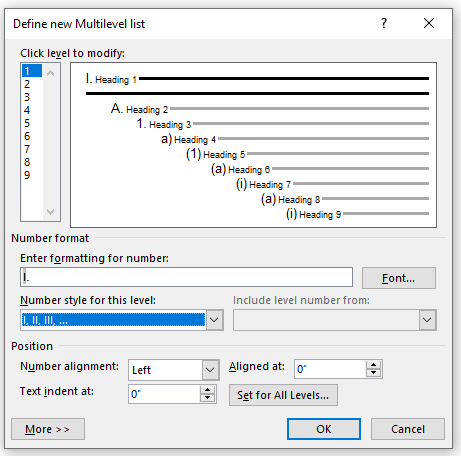 Define new Multilevel list ?
Click level to modify:
1
2
3
4
5
6
7
8
9
I. Heading 1
A. Heading 2
1. Heading 3
a) Heading 4
(1) Heading 5
(a) Heading 6
(i) Heading 7
(a) Heading 8
(i) Heading 9
Number format
Enter formatting for number:
I.
Font...
Number style for this level:
Include level number from:
I, II, III, ...
Position
Number alignment: Left Aligned at: 0"
Text indent at: 0" Set for All Levels...
More >> OK Cancel